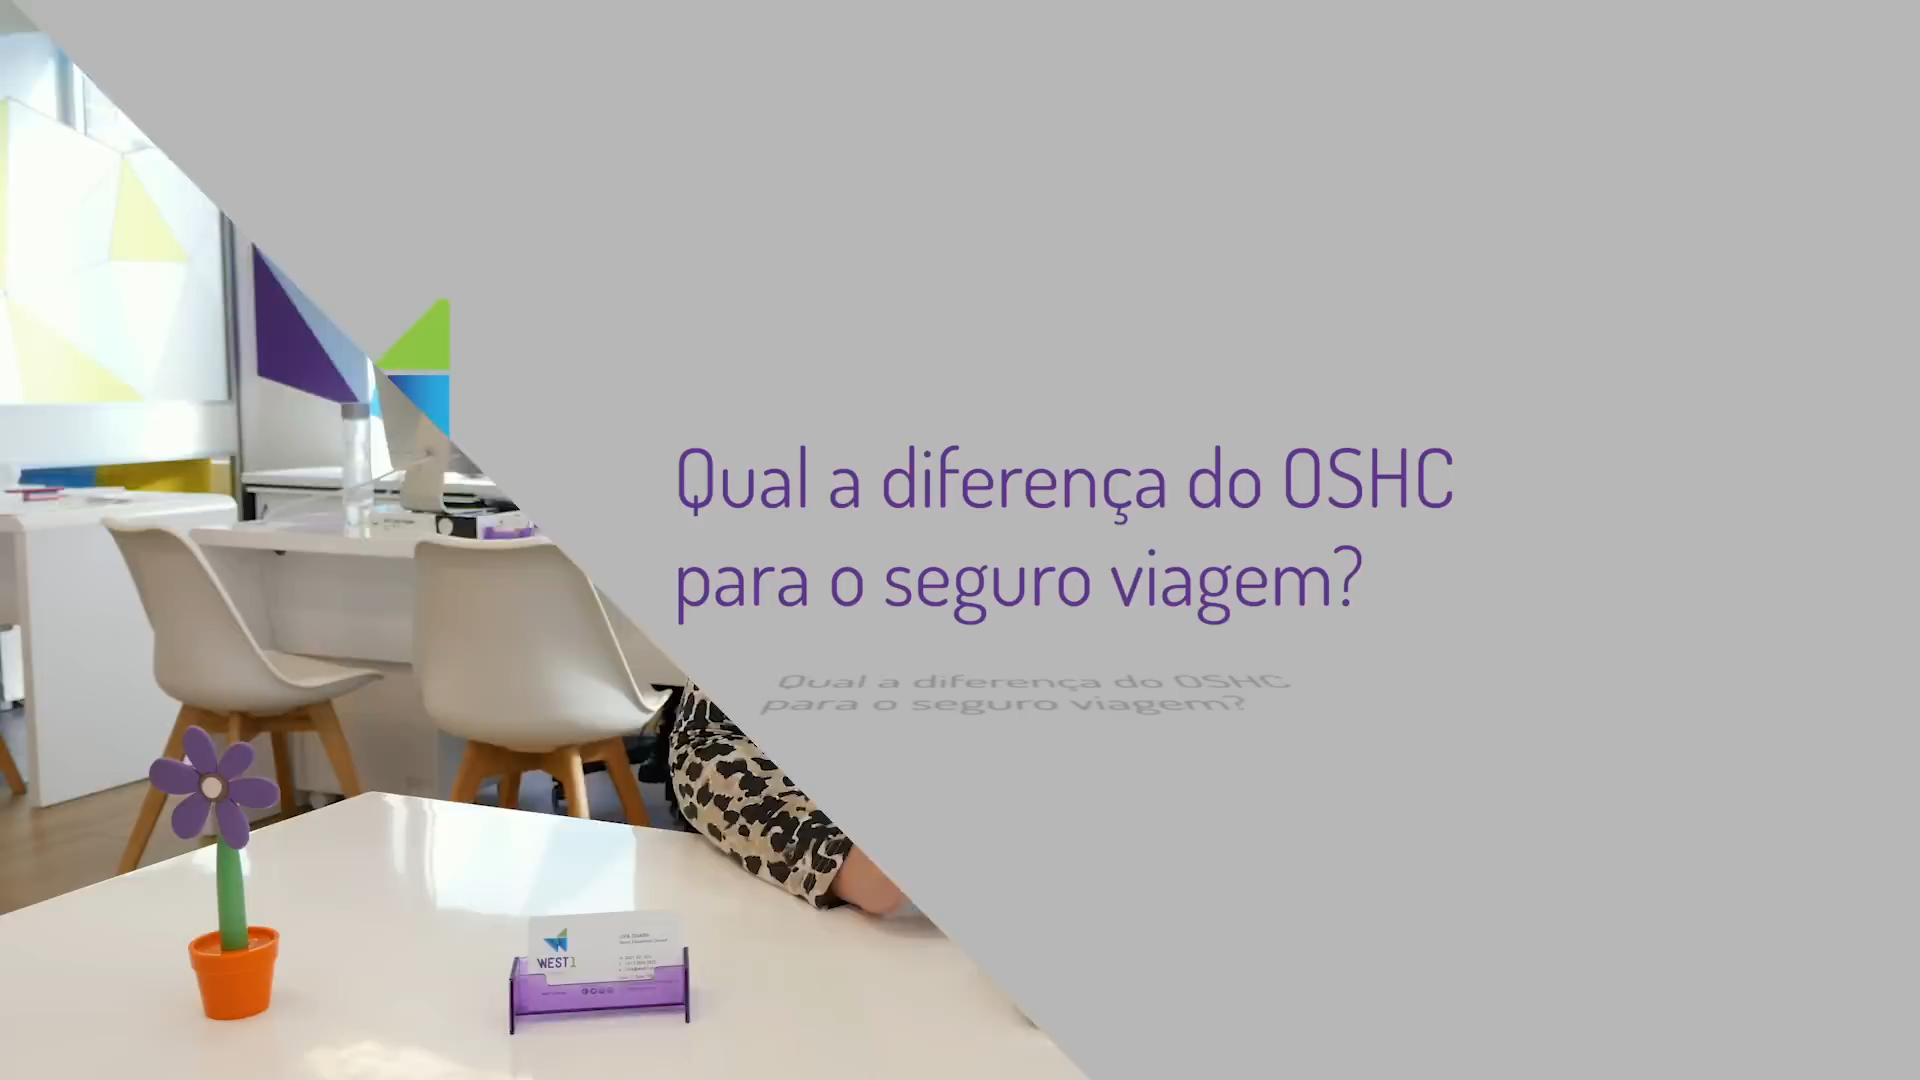 Qual a diferença do OSHC
para o seguro viagem?
Qual a diferença do OSHC
para o seguro viagem?
WEST1